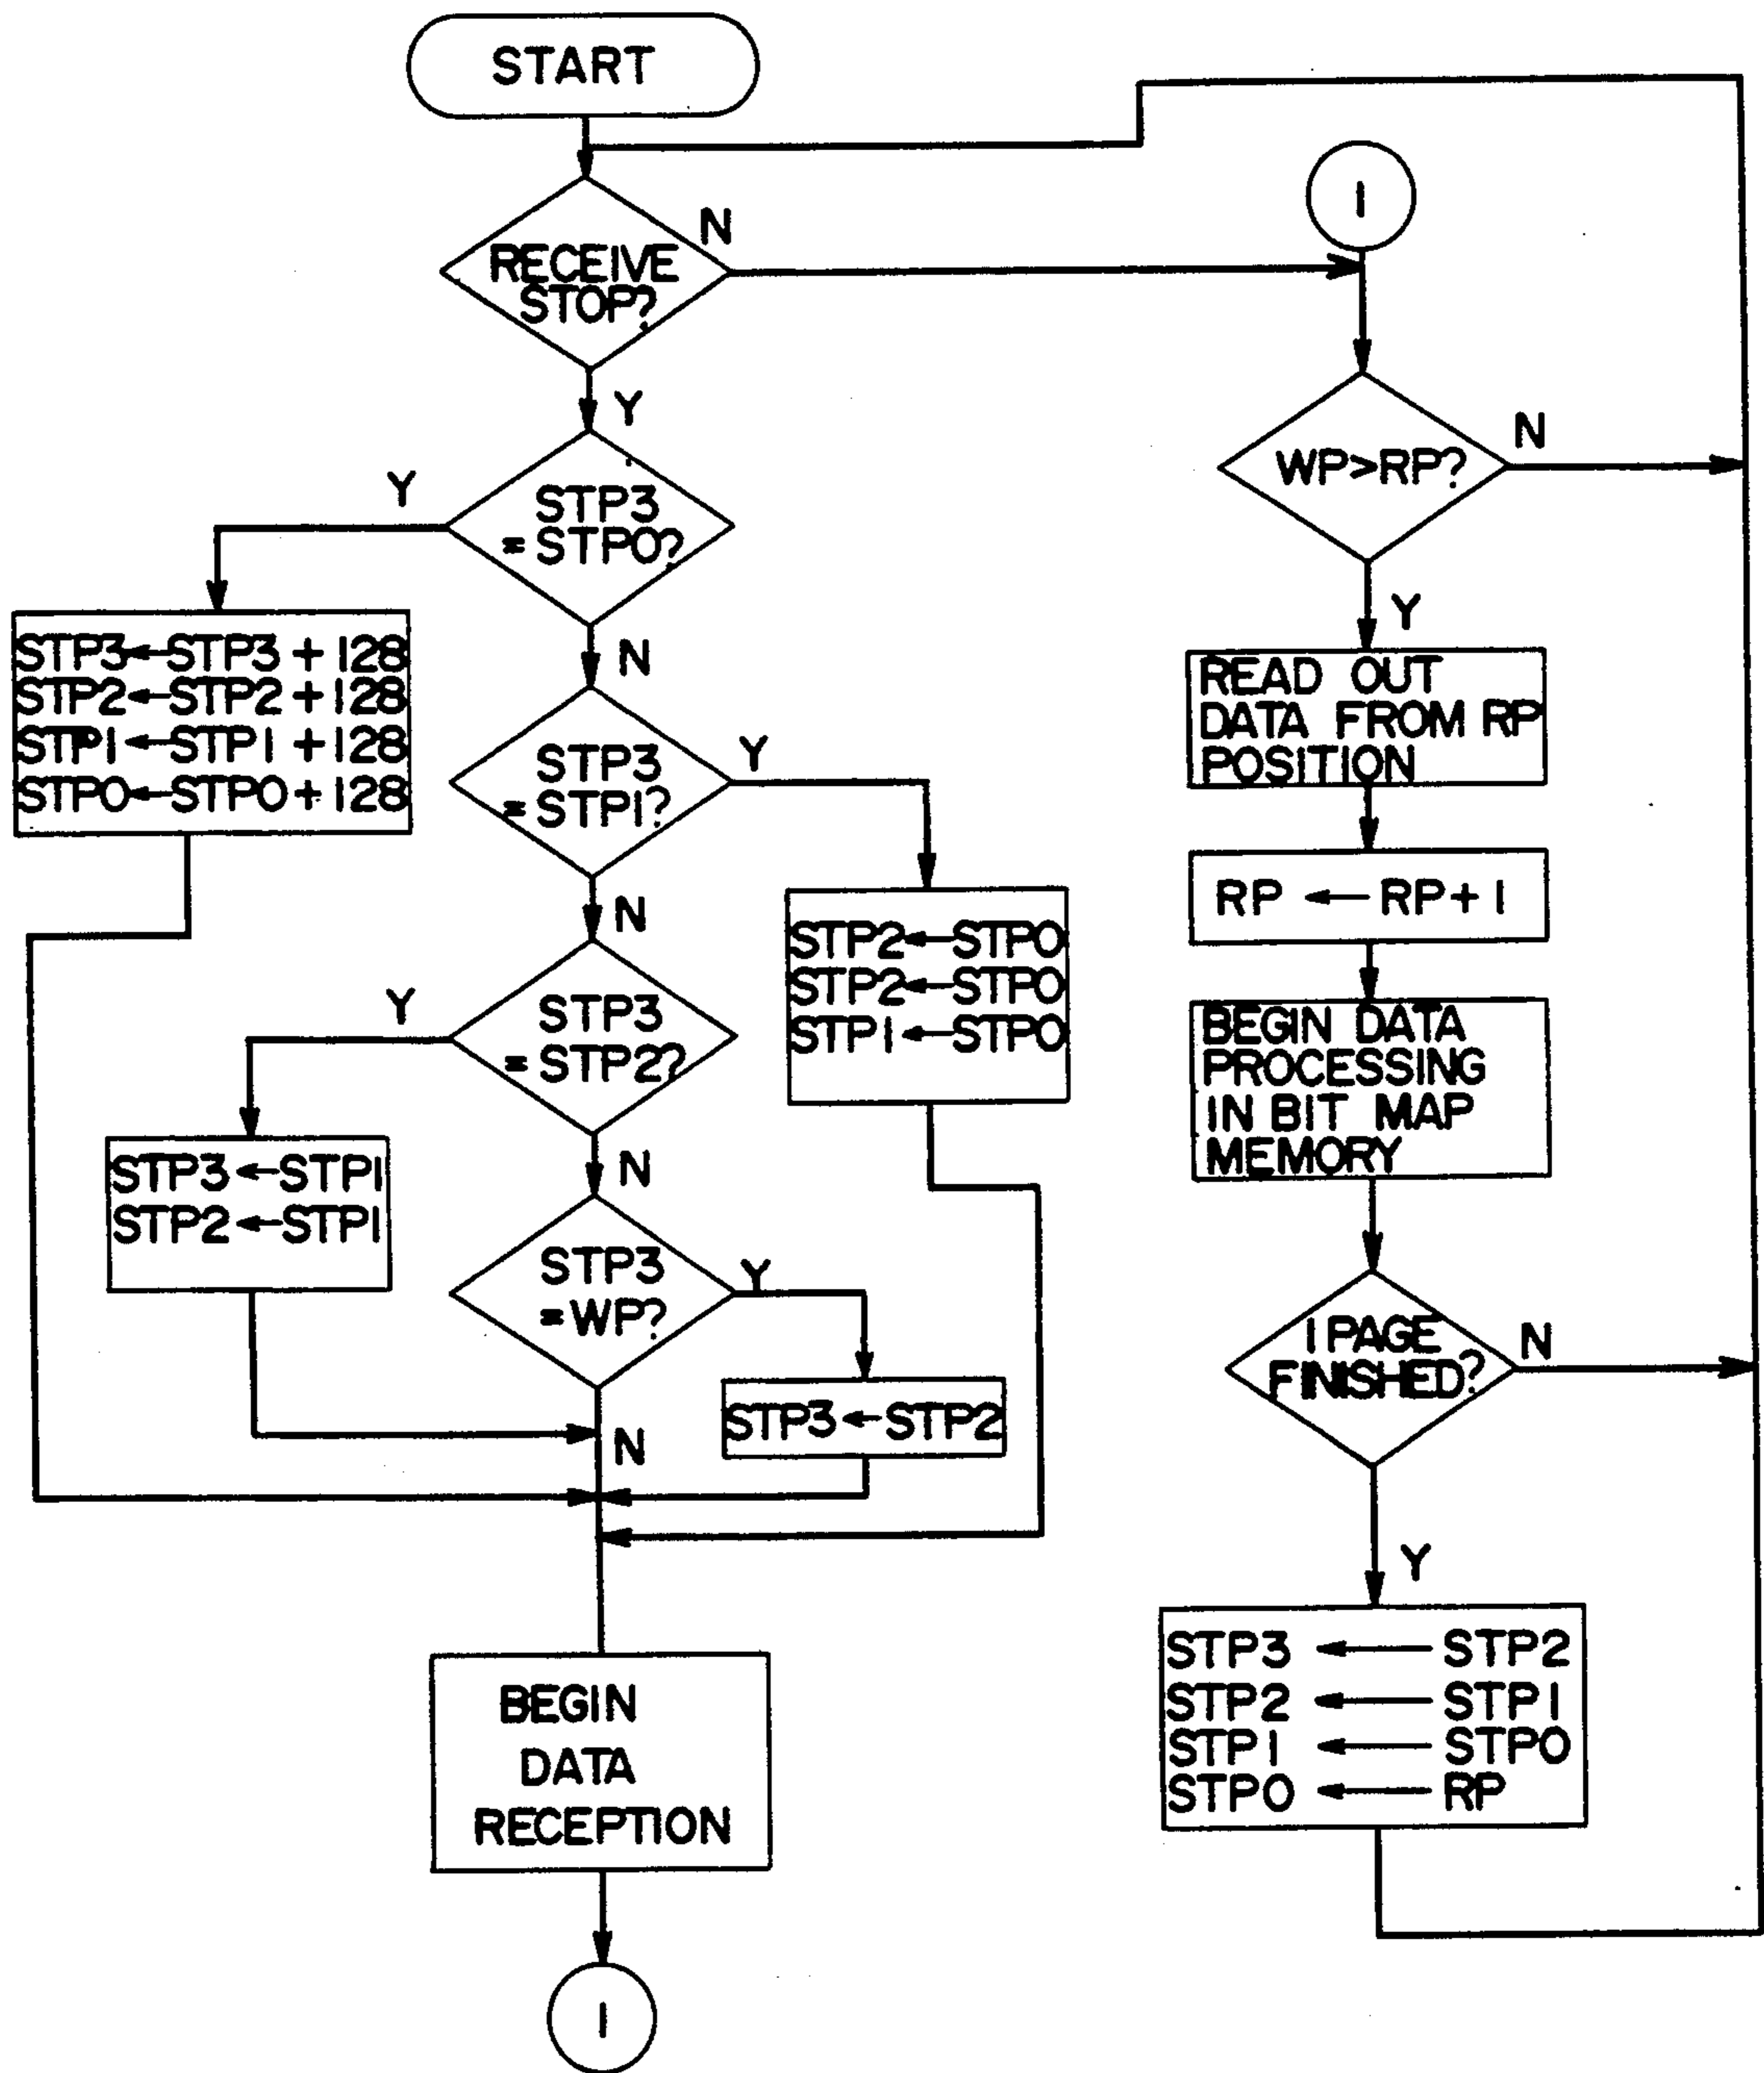 START
RECEIVE
STOP?
N
Y
STP3
= STP0?
Y
N
STP3←STP3 + 128
STP2←STP2 + 128
STP1←STP1 + 128
STP0←STP0 + 128
STP3
= STP1?
Y
N
STP2←STP0
STP2←STP0
STP1←STP0
STP3
= STP2?
Y
N
STP3←STP1
STP2←STP1
STP3
= WP?
Y
N
STP3←STP2
BEGIN
DATA
RECEPTION
1
1
WP>RP?
N
Y
READ OUT
DATA FROM RP
POSITION
RP ← RP+1
BEGIN DATA
PROCESSING
IN BIT MAP
MEMORY
1 PAGE
FINISHED?
N
Y
STP3 ← STP2
STP2 ← STP1
STP1 ← STP0
STP0 ← RP